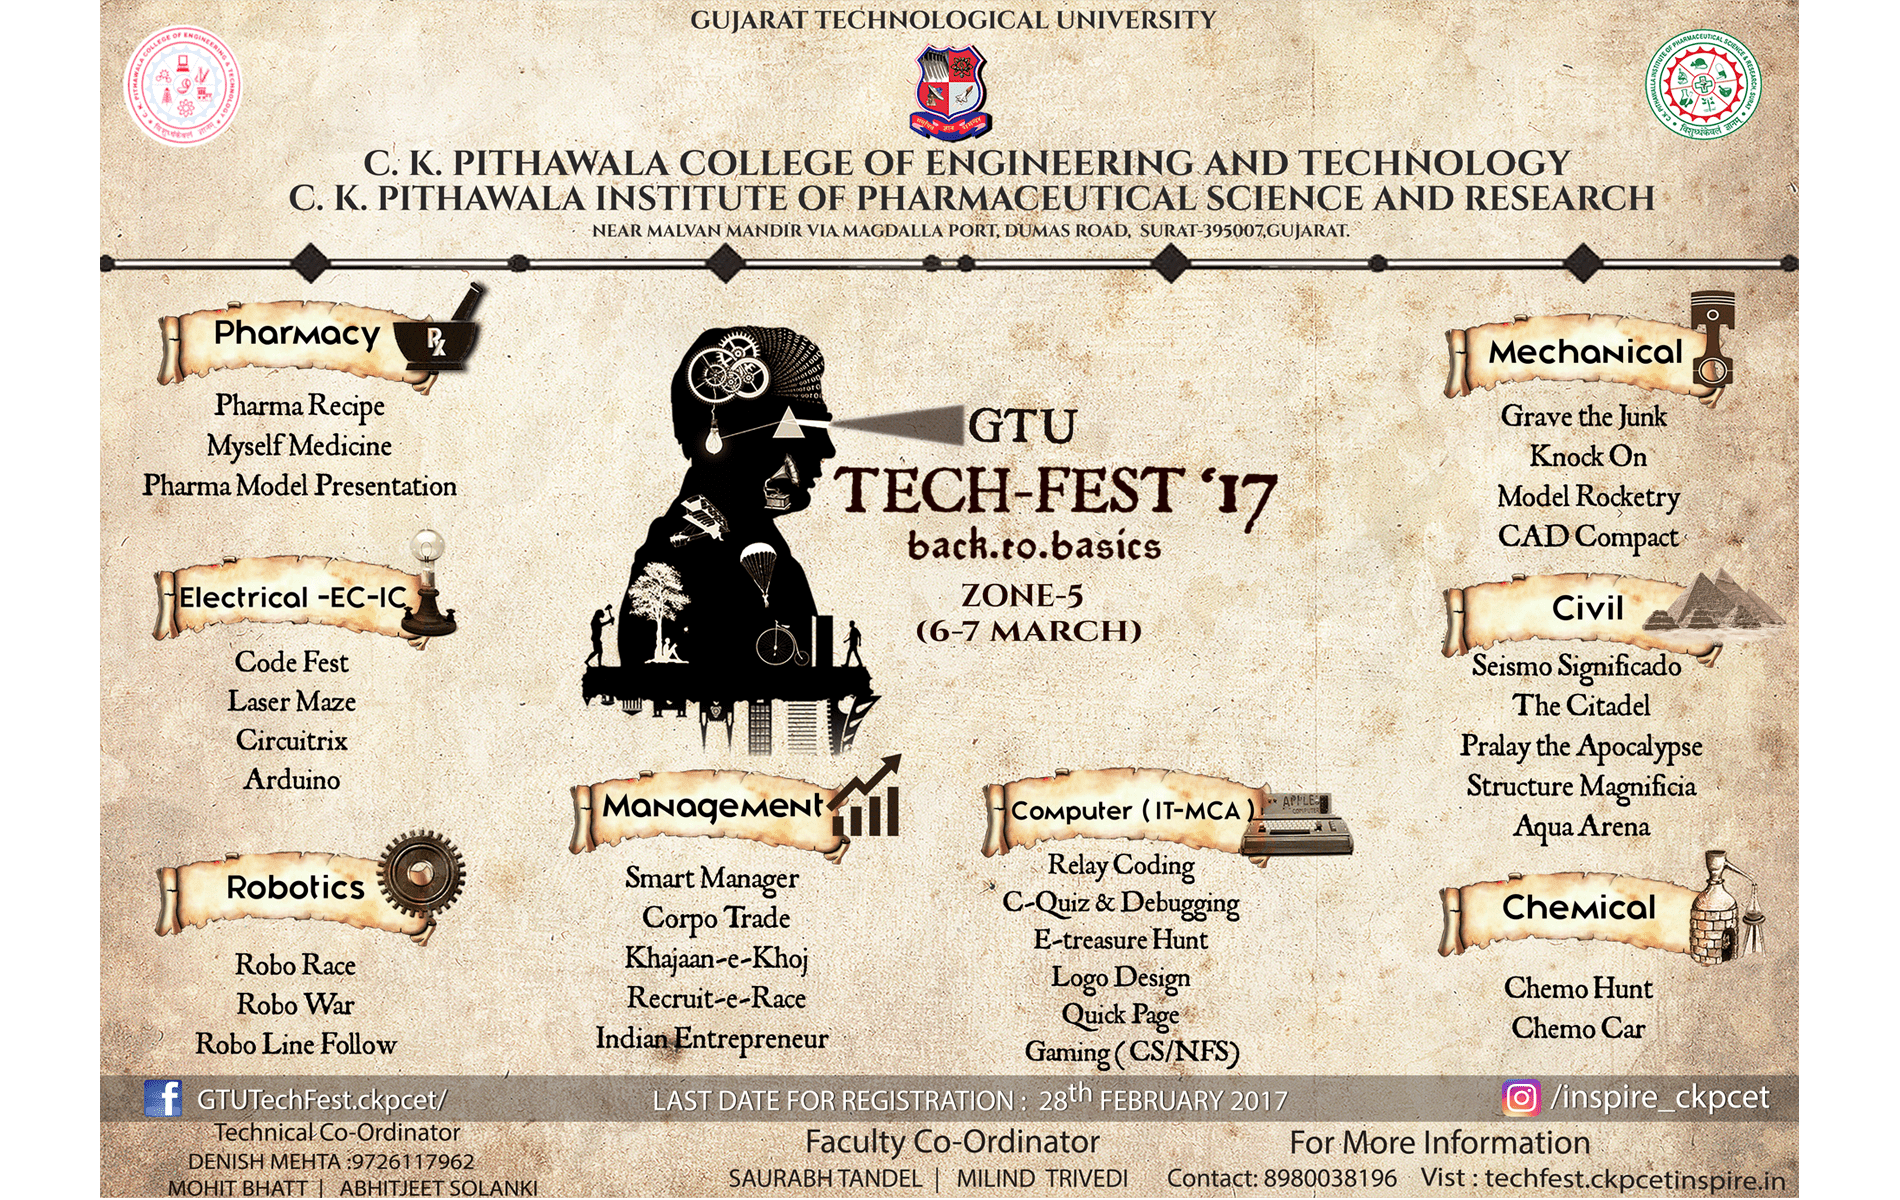 GUJARAT TECHNOLOGICAL UNIVERSITY
C. K. PITHAWALA COLLEGE OF ENGINEERING AND TECHNOLOGY
C. K. PITHAWALA INSTITUTE OF PHARMACEUTICAL SCIENCE AND RESEARCH
NEAR MALVAN MANDIR VIA MAGDALLA PORT, DUMAS ROAD, SURAT-395007,GUJARAT.
GTU
TECH-FEST '17
back.to.basics
ZONE-5
(6-7 MARCH)
Pharmacy
Rx
Pharma Recipe
Myself Medicine
Pharma Model Presentation
Electrical -EC-IC
Code Fest
Laser Maze
Circuitrix
Arduino
Robotics
Robo Race
Robo War
Robo Line Follow
Management
Smart Manager
Corpo Trade
Khajaan-e-Khoj
Recruit-e-Race
Indian Entrepreneur
Computer ( IT-MCA )
APPLE
COMPUTER
Relay Coding
C-Quiz & Debugging
E-treasure Hunt
Logo Design
Quick Page
Gaming ( CS/NFS)
Mechanical
Grave the Junk
Knock On
Model Rocketry
CAD Compact
Civil
Seismo Significado
The Citadel
Pralay the Apocalypse
Structure Magnificia
Aqua Arena
Chemical
Chemo Hunt
Chemo Car
GTUTechFest.ckpcet/
LAST DATE FOR REGISTRATION : 28th FEBRUARY 2017
/inspire_ckpcet
Technical Co-Ordinator
DENISH MEHTA :9726117962
MOHIT BHATT | ABHITJEET SOLANKI
Faculty Co-Ordinator
SAURABH TANDEL | MILIND TRIVEDI
For More Information
Contact: 8980038196 Vist : techfest.ckpcetinspire.in